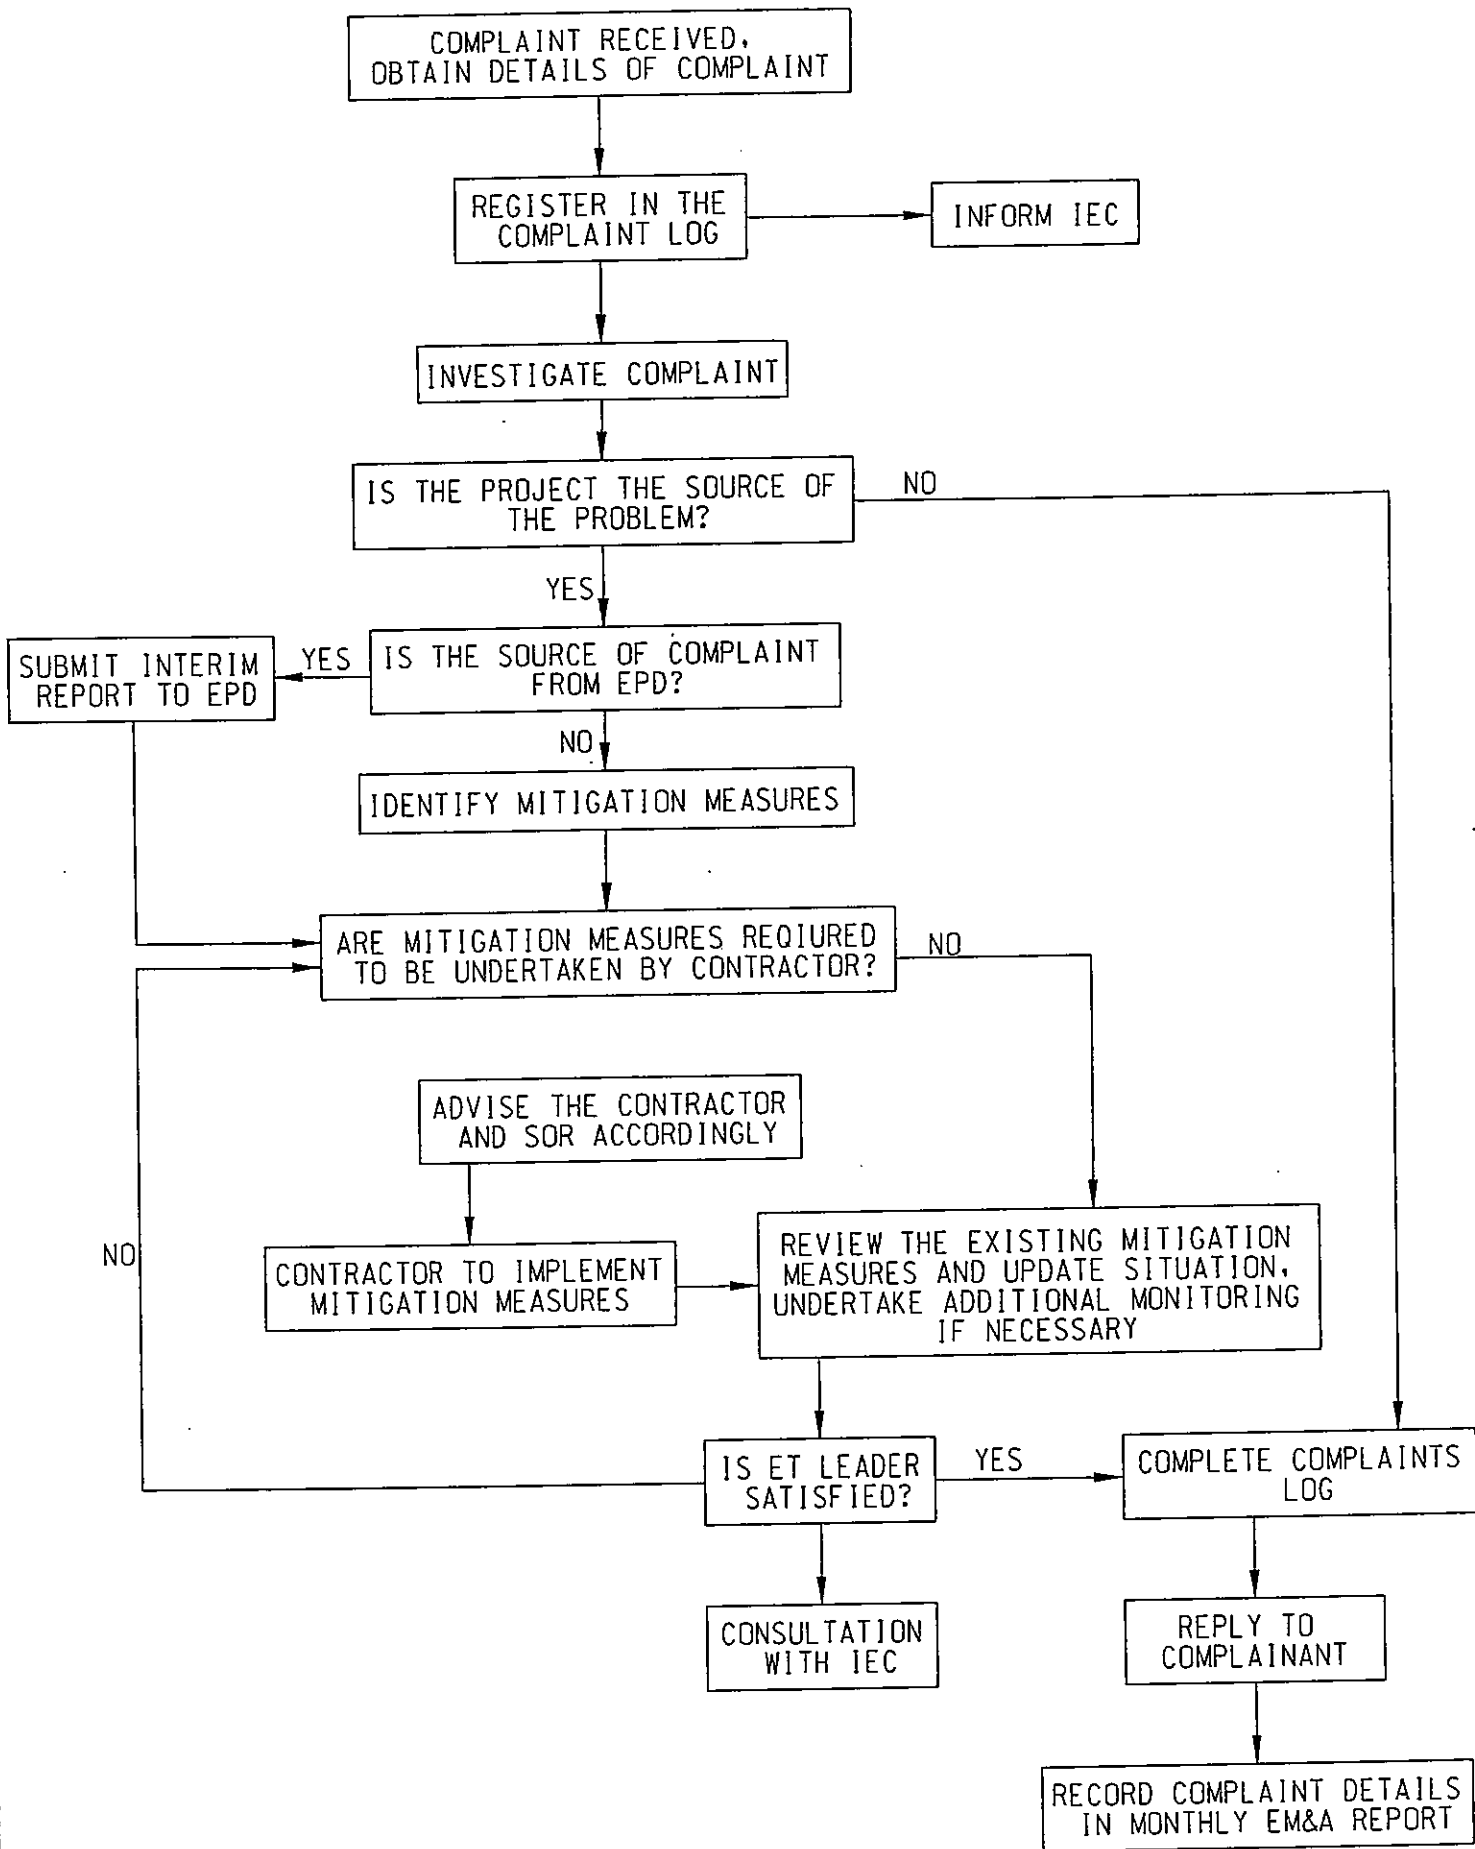 COMPLAINT RECEIVED,
OBTAIN DETAILS OF COMPLAINT
REGISTER IN THE
COMPLAINT LOG
INFORM IEC
INVESTIGATE COMPLAINT
IS THE PROJECT THE SOURCE OF
THE PROBLEM?
NO
YES
SUBMIT INTERIM
REPORT TO EPD
YES
IS THE SOURCE OF COMPLAINT
FROM EPD?
NO
IDENTIFY MITIGATION MEASURES
ARE MITIGATION MEASURES REQIURED
TO BE UNDERTAKEN BY CONTRACTOR?
NO
ADVISE THE CONTRACTOR
AND SOR ACCORDINGLY
NO
CONTRACTOR TO IMPLEMENT
MITIGATION MEASURES
REVIEW THE EXISTING MITIGATION
MEASURES AND UPDATE SITUATION,
UNDERTAKE ADDITIONAL MONITORING
IF NECESSARY
IS ET LEADER
SATISFIED?
YES
COMPLETE COMPLAINTS
LOG
CONSULTATION
WITH IEC
REPLY TO
COMPLAINANT
RECORD COMPLAINT DETAILS
IN MONTHLY EM&A REPORT